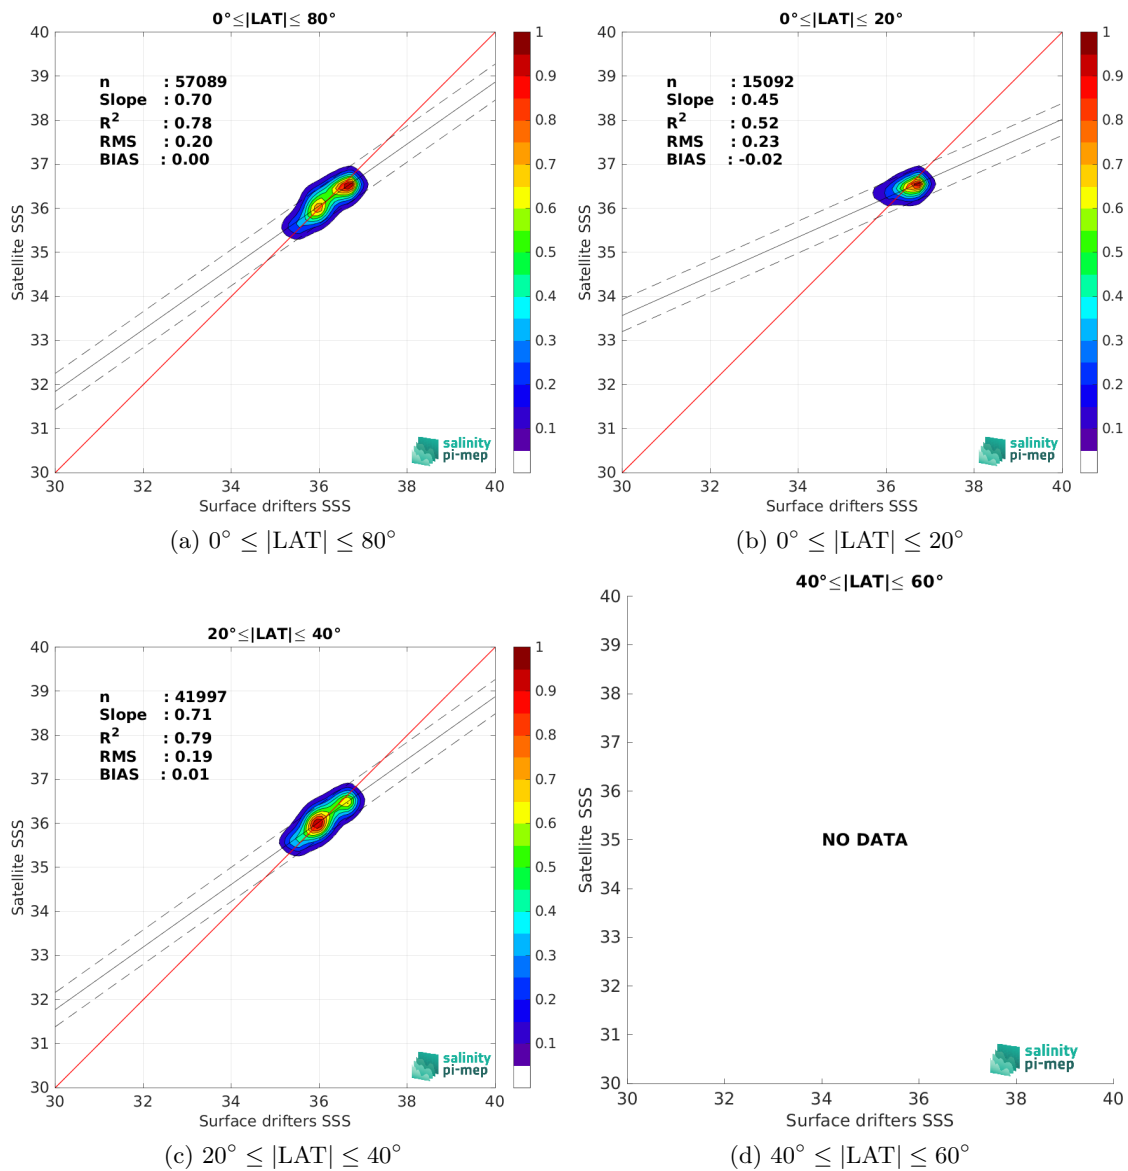 0°≤|LAT|≤ 80°
40
39
38
37
36
35
34
33
32
31
30
Satellite SSS
n : 57089
Slope : 0.70
R2 : 0.78
RMS : 0.20
BIAS : 0.00
salinity
pi-mep
30 32 34 36 38 40
Surface drifters SSS
1
0.9
0.8
0.7
0.6
0.5
0.4
0.3
0.2
0.1
(a) 0° ≤ |LAT| ≤ 80°
0°≤|LAT|≤ 20°
40
39
38
37
36
35
34
33
32
31
30
Satellite SSS
n : 15092
Slope : 0.45
R2 : 0.52
RMS : 0.23
BIAS : -0.02
salinity
pi-mep
30 32 34 36 38 40
Surface drifters SSS
1
0.9
0.8
0.7
0.6
0.5
0.4
0.3
0.2
0.1
(b) 0° ≤ |LAT| ≤ 20°
20°≤|LAT|≤ 40°
40
39
38
37
36
35
34
33
32
31
30
Satellite SSS
n : 41997
Slope : 0.71
R2 : 0.79
RMS : 0.19
BIAS : 0.01
salinity
pi-mep
30 32 34 36 38 40
Surface drifters SSS
1
0.9
0.8
0.7
0.6
0.5
0.4
0.3
0.2
0.1
(c) 20° ≤ |LAT| ≤ 40°
40°≤|LAT|≤ 60°
40
39
38
37
36
35
34
33
32
31
30
Satellite SSS
NO DATA
salinity
pi-mep
30 32 34 36 38 40
Surface drifters SSS
(d) 40° ≤ |LAT| ≤ 60°